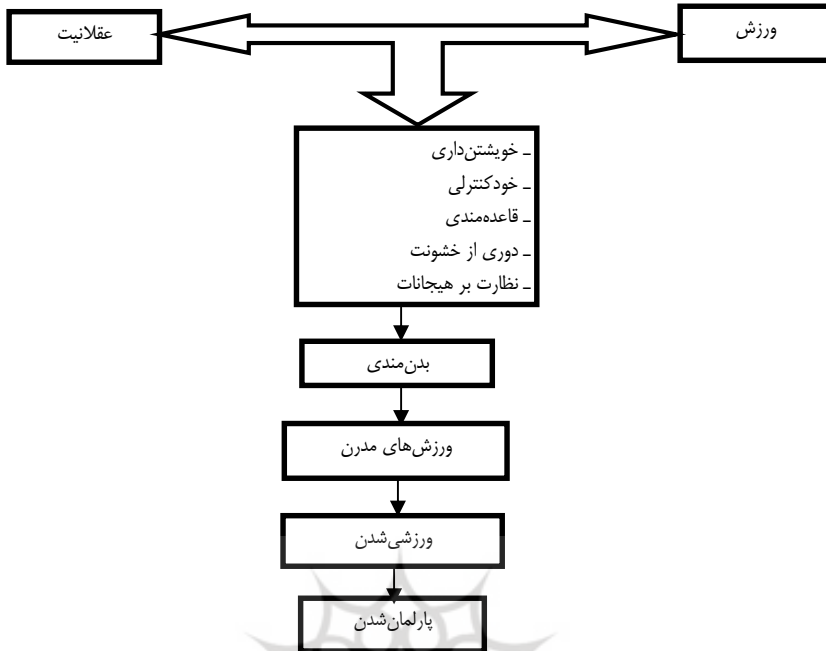 ورزش
عقلانیت
ـ خویشتن‌داری
ـ خودکنترلی
ـ قاعده‌مندی
ـ دوری از خشونت
ـ نظارت بر هیجانات
بدن‌مندی
ورزش‌های مدرن
ورزشی‌شدن
پارلمان‌شدن